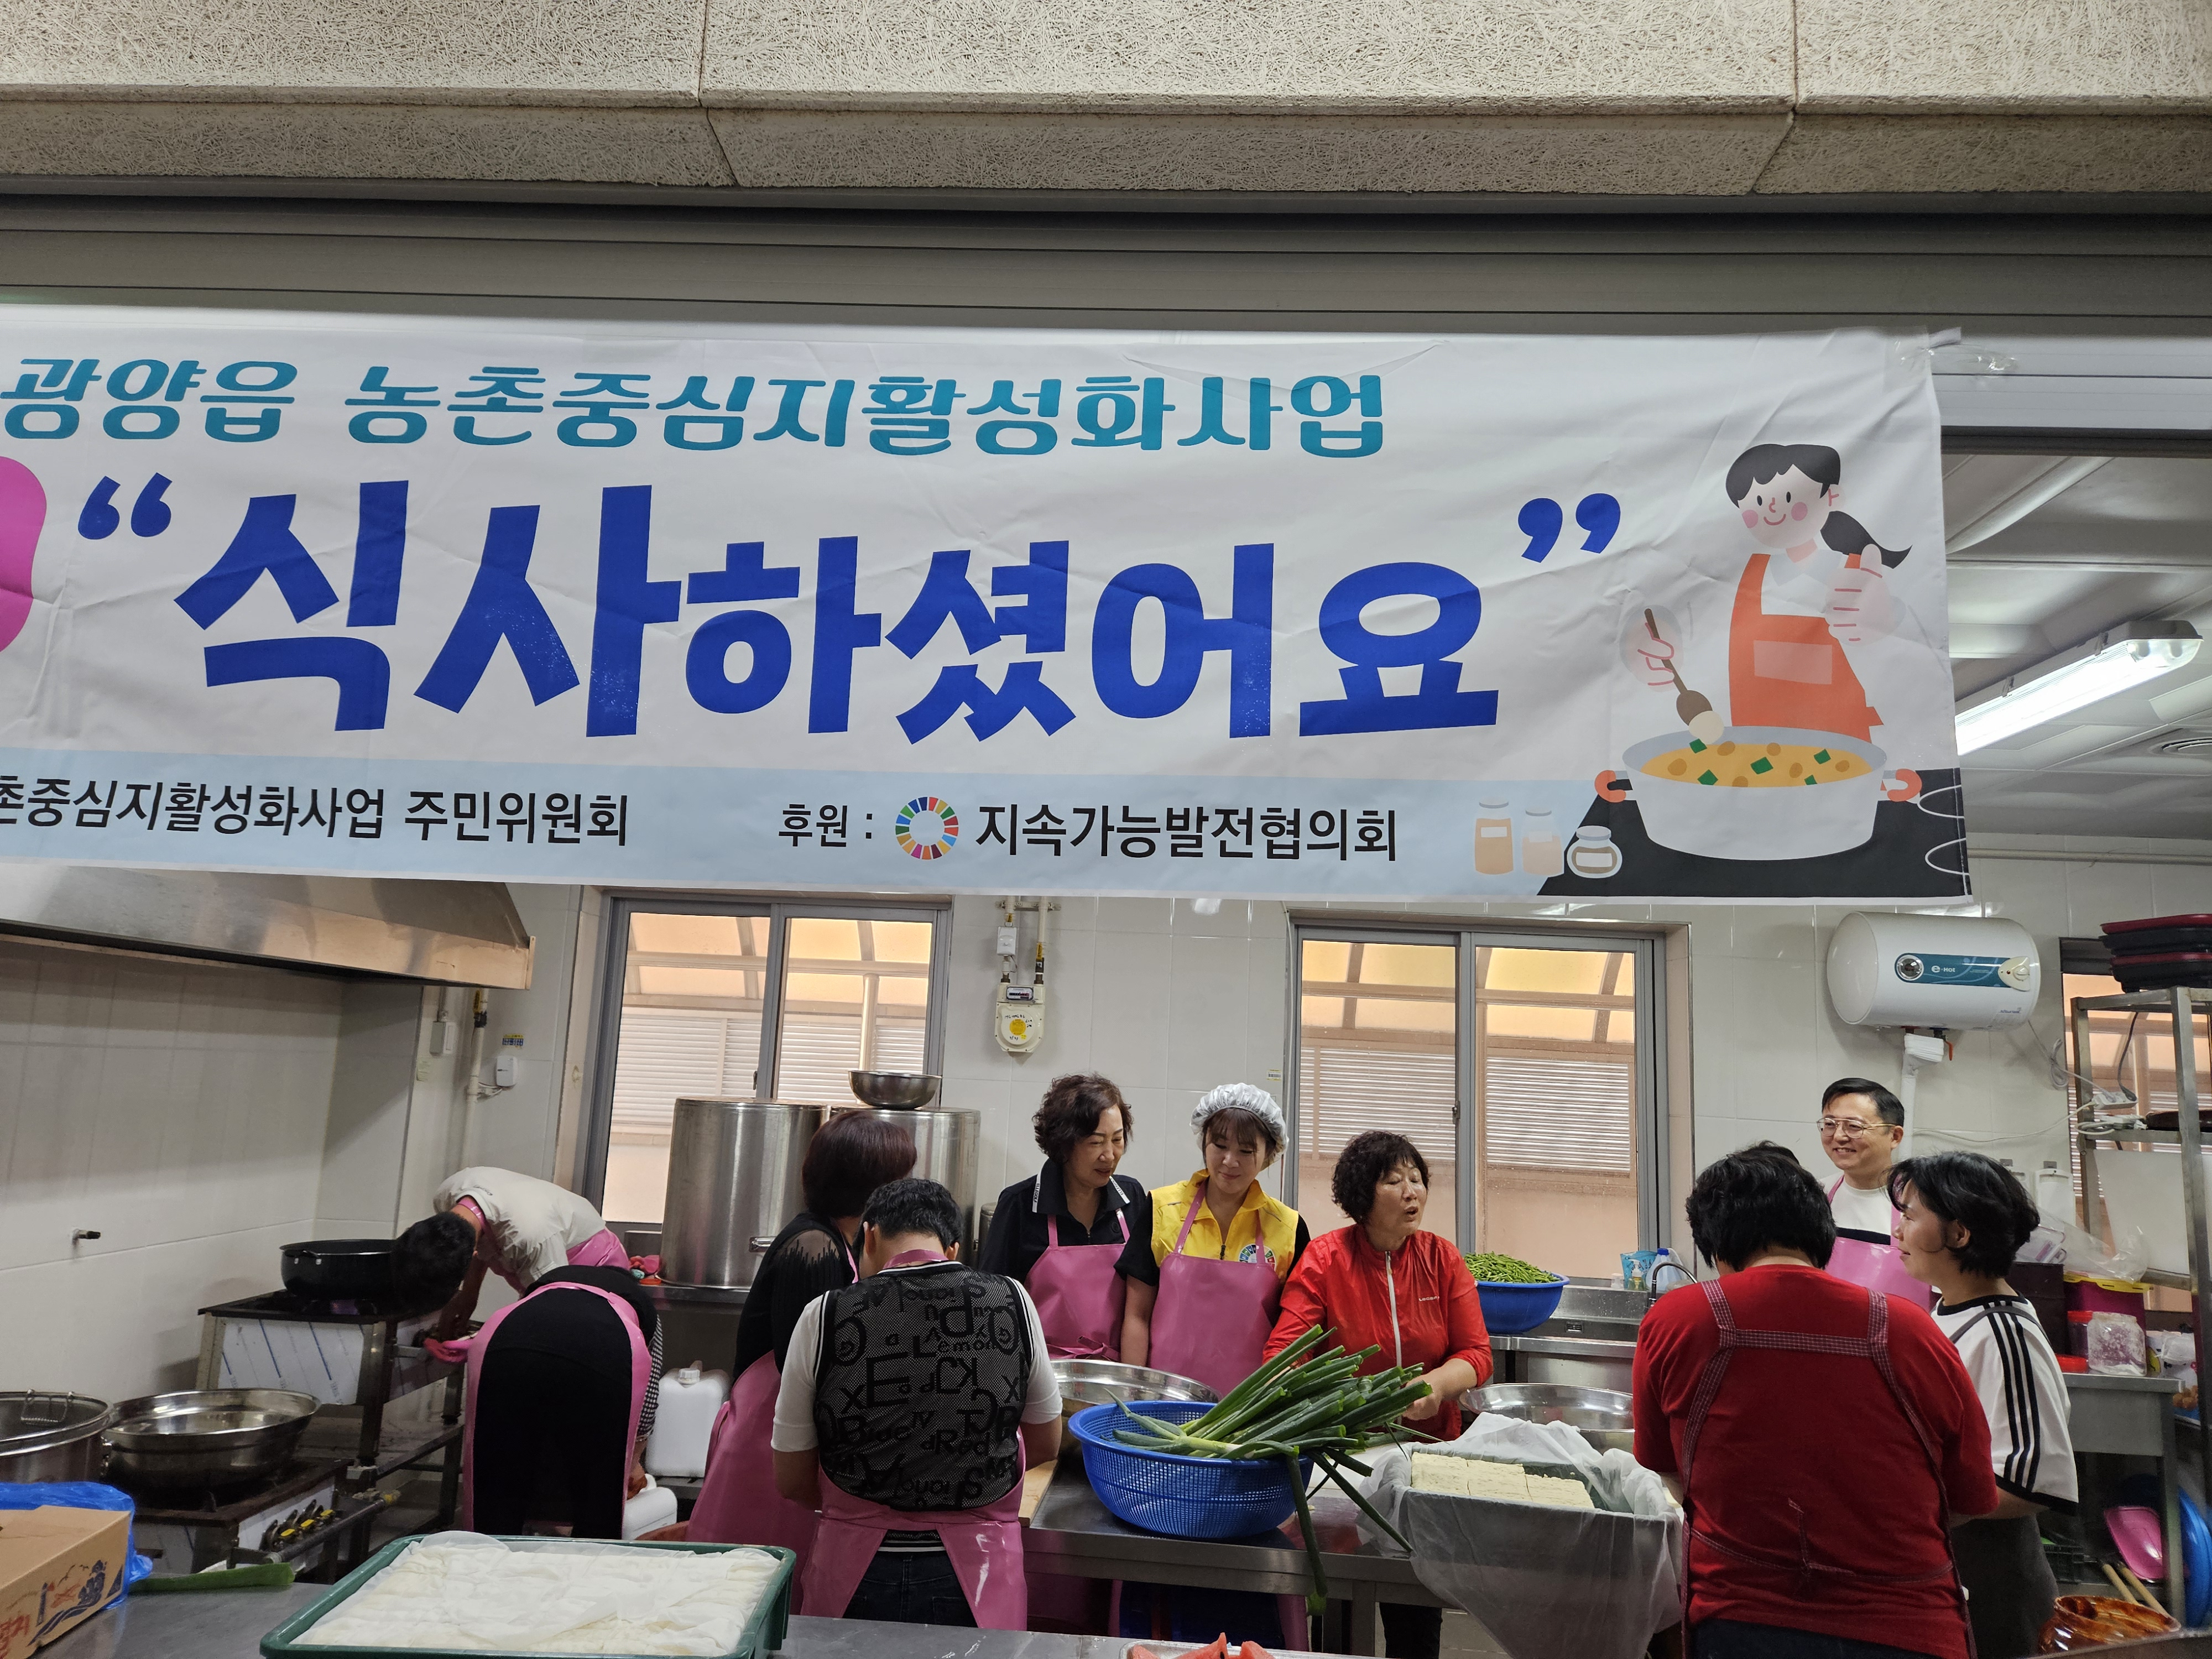 광양읍 농촌중심지활성화사업
“식사하셨어요”
촌중심지활성화사업 주민위원회
후원 : 지속가능발전협의회
e-HOT